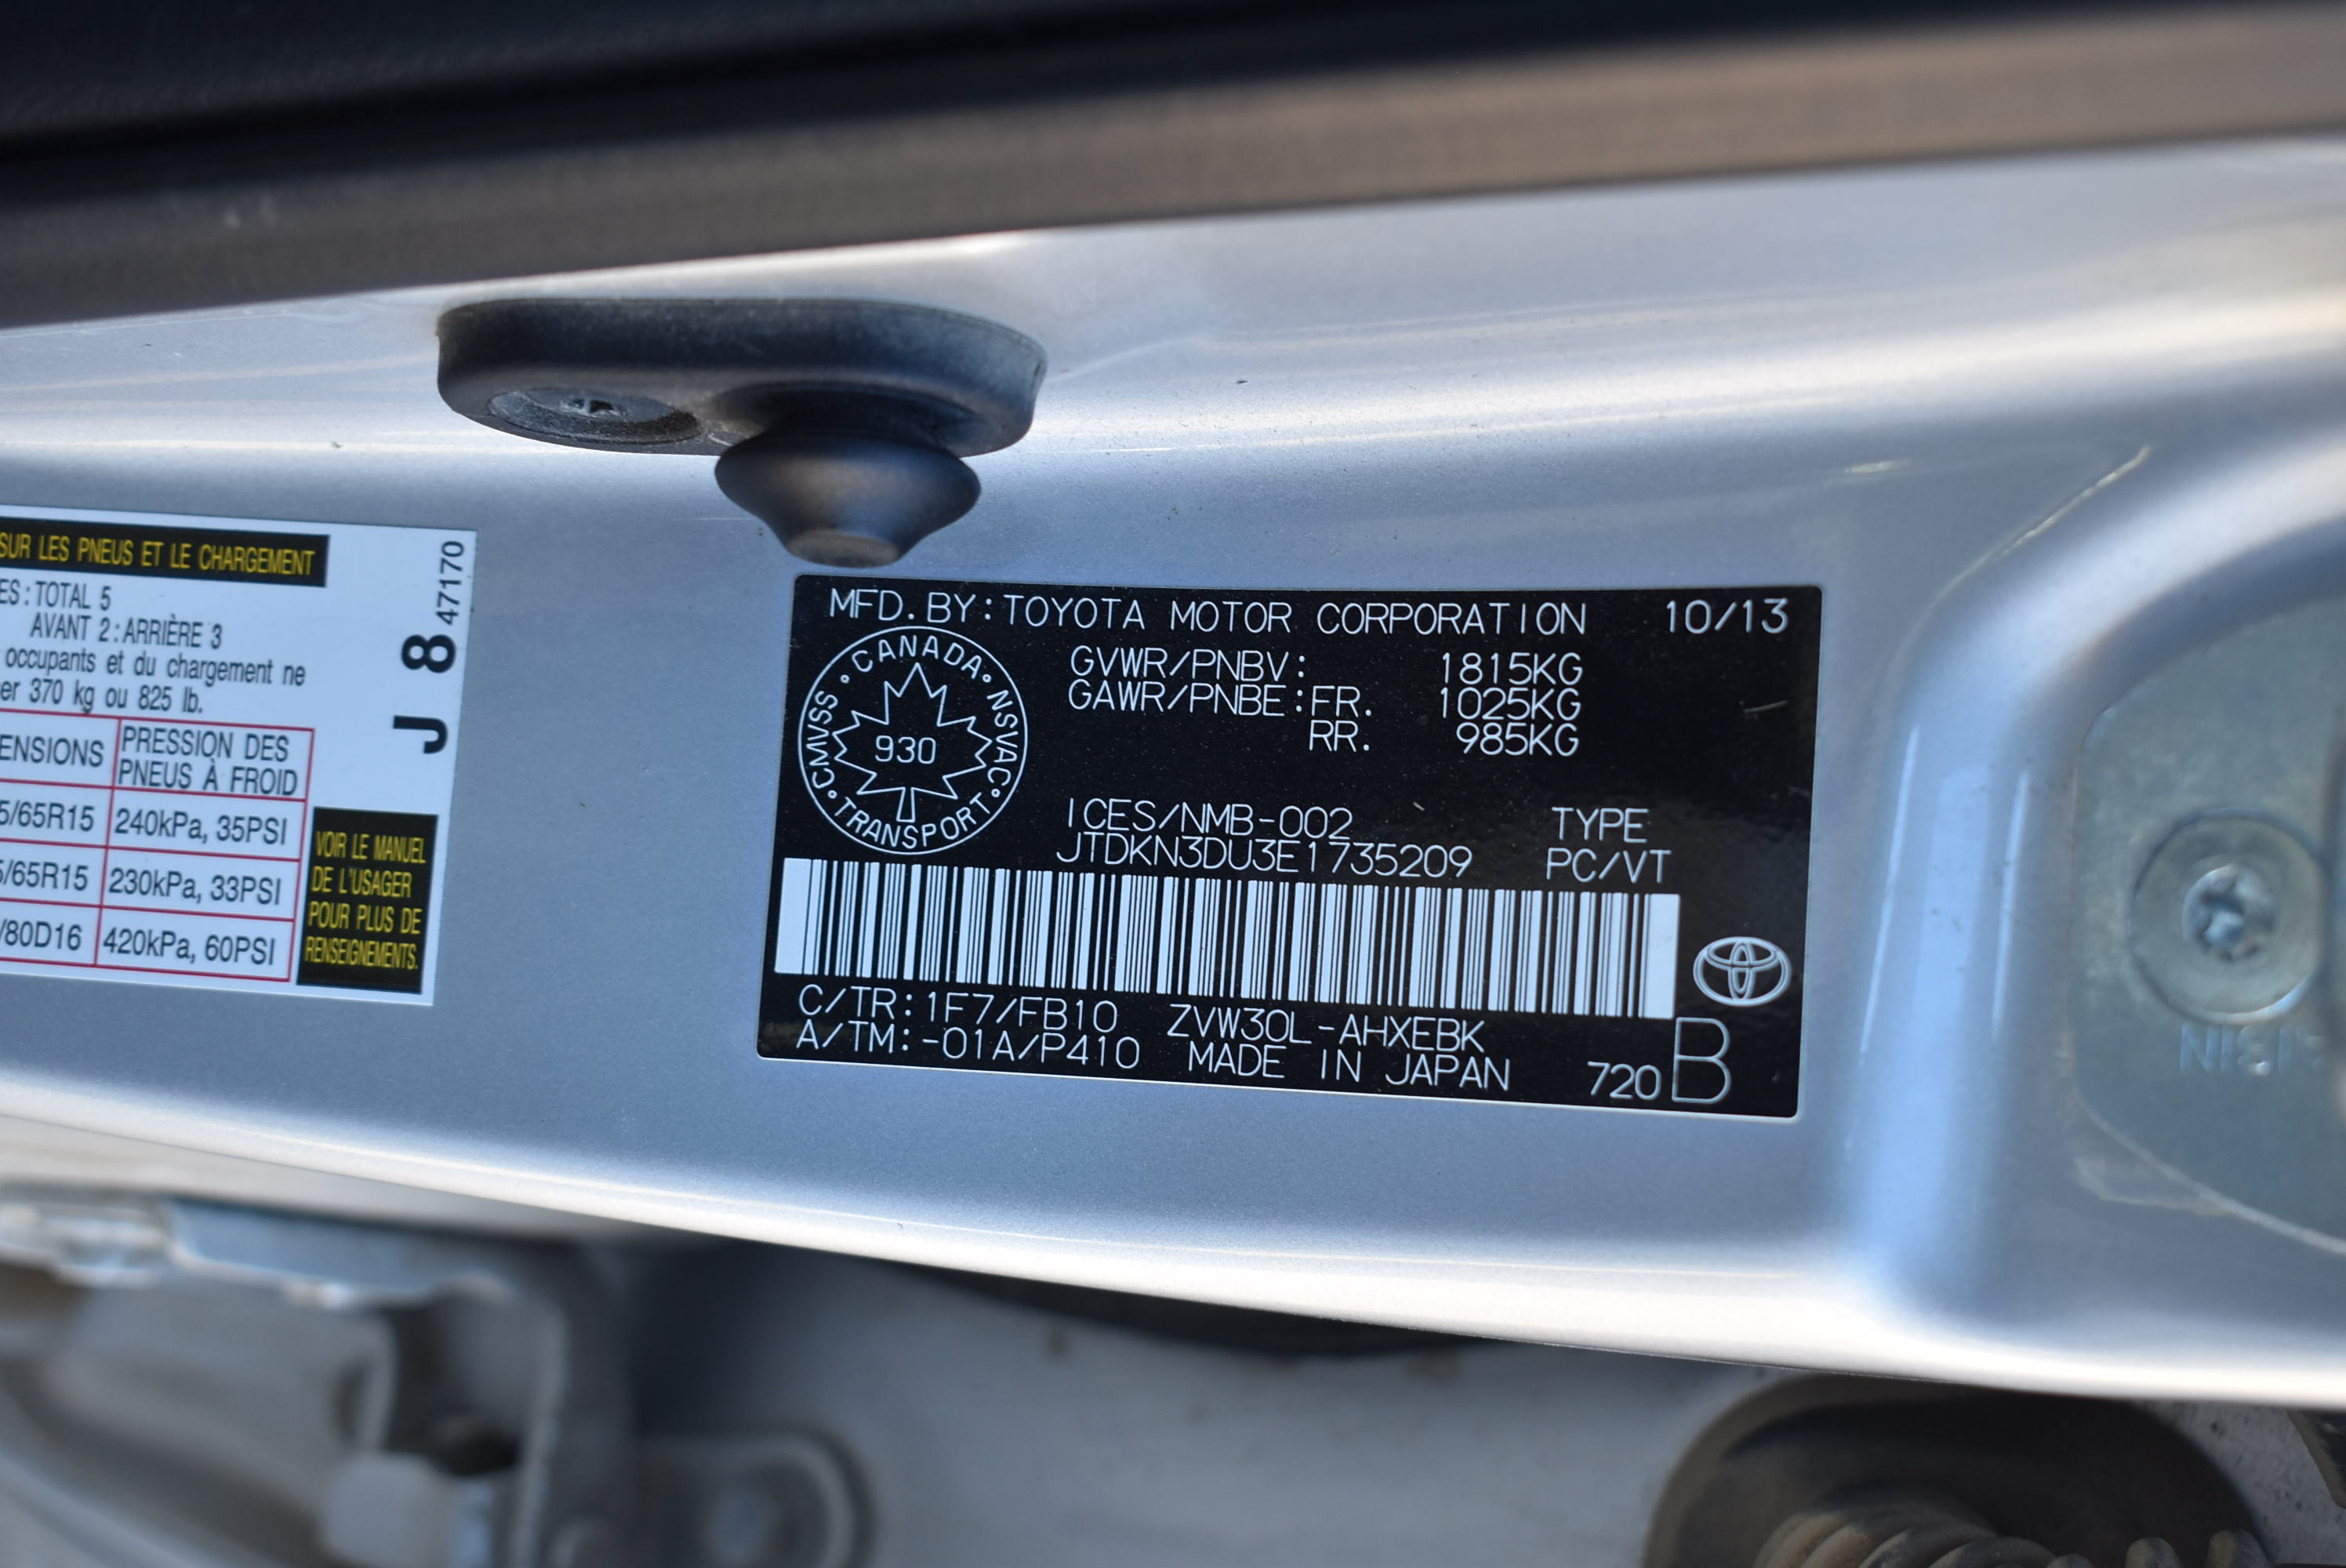 SUR LES PNEUS ET LE CHARGEMENT
ES : TOTAL 5
AVANT 2 : ARRIÈRE 3
occupants et du chargement ne
er 370 kg ou 825 lb.
ENSIONS PRESSION DES PNEUS À FROID
5/65R15 240kPa, 35PSI
5/65R15 230kPa, 33PSI
/80D16 420kPa, 60PSI
J 8 47170
VOIR LE MANUEL
DE L'USAGER
POUR PLUS DE
RENSEIGNEMENTS.
MFD. BY: TOYOTA MOTOR CORPORATION 10/13
CANADA • NSVAC • TRANSPORT • CMVSS •
930
GVWR/PNBV: 1815KG
GAWR/PNBE: FR. 1025KG
RR. 985KG
ICES/NMB-002 TYPE
JTDKN3DU3E1735209 PC/VT
C/TR: 1F7/FB10 ZVW30L-AHXEBK
A/TM: -01A/P410 MADE IN JAPAN 720 B